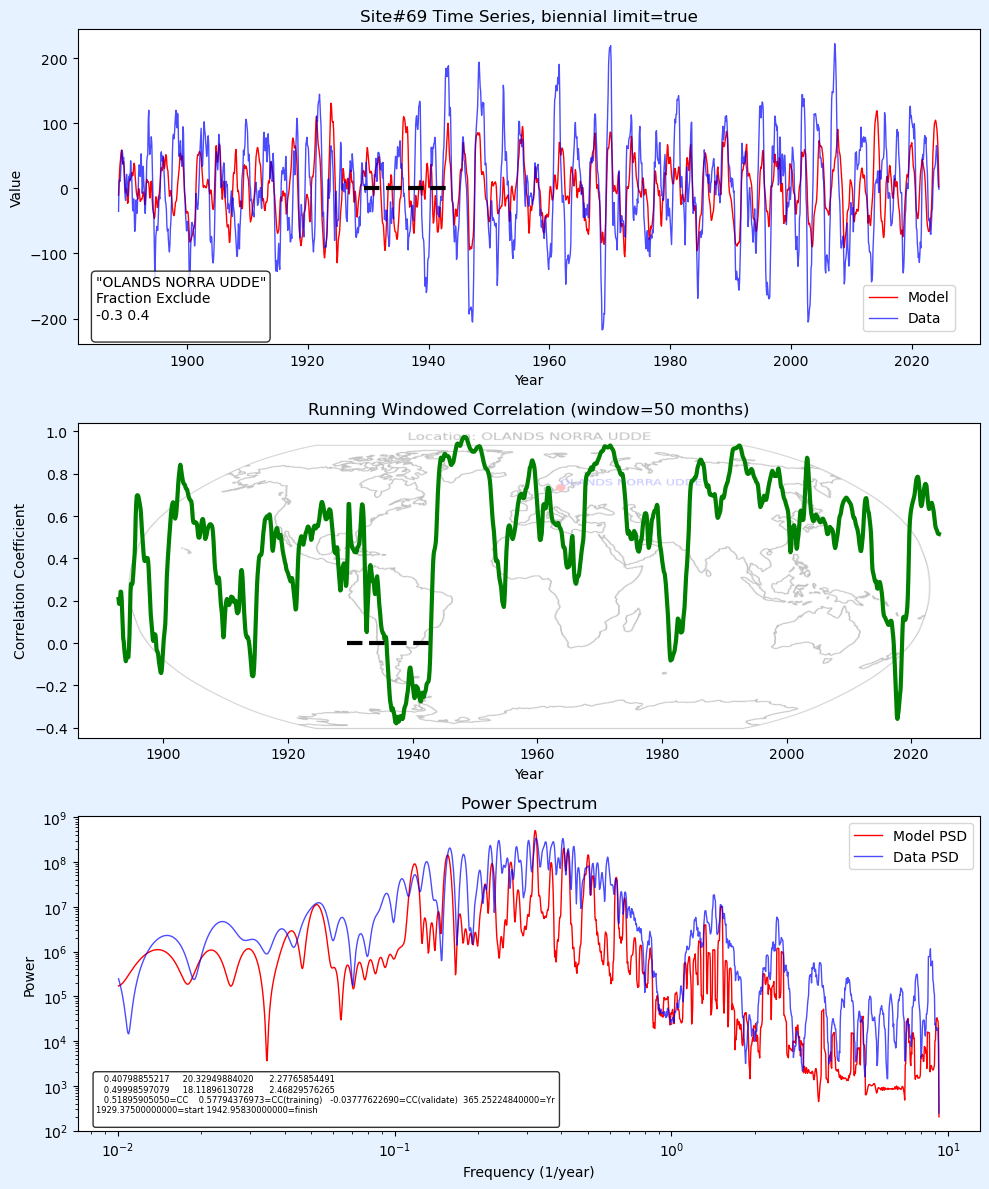 Site#69 Time Series, biennial limit=true
Value
200
100
0
−100
−200
"OLANDS NORRA UDDE"
Fraction Exclude
-0.3 0.4
Model
Data
1900 1920 1940 1960 1980 2000 2020
Year
Running Windowed Correlation (window=50 months)
Correlation Coefficient
1.0
0.8
0.6
0.4
0.2
0.0
−0.2
−0.4
Location: OLANDS NORRA UDDE
OLANDS NORRA UDDE
1900 1920 1940 1960 1980 2000 2020
Year
Power Spectrum
Power
10⁹
10⁸
10⁷
10⁶
10⁵
10⁴
10³
10²
Model PSD
Data PSD
0.40798855217 20.32949884020 2.27765854491
0.49998597079 18.11896130728 2.46829576265
0.51895905050=CC 0.57794376973=CC(training) -0.03777622690=CC(validate) 365.25224840000=Yr
1929.37500000000=start 1942.95830000000=finish
10⁻² 10⁻¹ 10⁰ 10¹
Frequency (1/year)